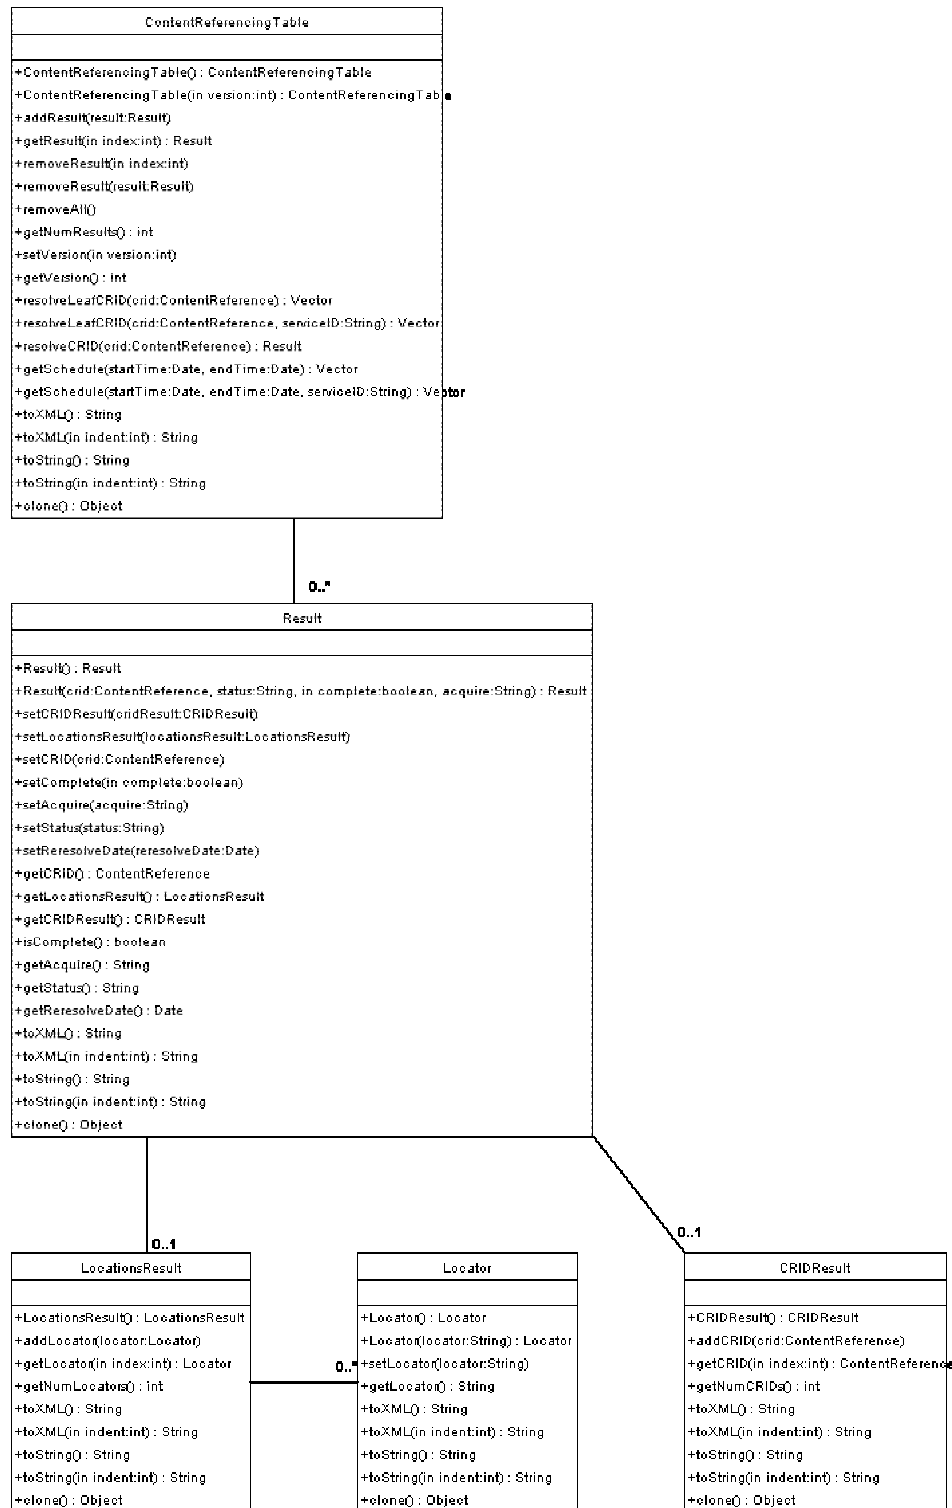 ContentReferencingTable
+ContentReferencingTable() : ContentReferencingTable
+ContentReferencingTable(in version:int) : ContentReferencingTable
+addResult(result:Result)
+getResult(in index:int) : Result
+removeResult(in index:int)
+removeResult(result:Result)
+removeAll()
+getNumResults() : int
+setVersion(in version:int)
+getVersion() : int
+resolveLeafCRID(crid:ContentReference) : Vector
+resolveLeafCRID(crid:ContentReference, serviceID:String) : Vector
+resolveCRID(crid:ContentReference) : Result
+getSchedule(startTime:Date, endTime:Date) : Vector
+getSchedule(startTime:Date, endTime:Date, serviceID:String) : Vector
+toXML() : String
+toXML(in indent:int) : String
+toString() : String
+toString(in indent:int) : String
+clone() : Object
0..*
Result
+Result() : Result
+Result(crid:ContentReference, status:String, in complete:boolean, acquire:String) : Result
+setCRIDResult(cridResult:CRIDResult)
+setLocationsResult(locationsResult:LocationsResult)
+setCRID(crid:ContentReference)
+setComplete(in complete:boolean)
+setAcquire(acquire:String)
+setStatus(status:String)
+setReresolveDate(reresolveDate:Date)
+getCRID() : ContentReference
+getLocationsResult() : LocationsResult
+getCRIDResult() : CRIDResult
+isComplete() : boolean
+getAcquire() : String
+getStatus() : String
+getReresolveDate() : Date
+toXML() : String
+toXML(in indent:int) : String
+toString() : String
+toString(in indent:int) : String
+clone() : Object
0..1
0..1
LocationsResult
+LocationsResult() : LocationsResult
+addLocator(locator:Locator)
+getLocator(in index:int) : Locator
+getNumLocators() : int
+toXML() : String
+toXML(in indent:int) : String
+toString() : String
+toString(in indent:int) : String
+clone() : Object
0..*
Locator
+Locator() : Locator
+Locator(locator:String) : Locator
+setLocator(locator:String)
+getLocator() : String
+toXML() : String
+toXML(in indent:int) : String
+toString() : String
+toString(in indent:int) : String
+clone() : Object
CRIDResult
+CRIDResult() : CRIDResult
+addCRID(crid:ContentReference)
+getCRID(in index:int) : ContentReference
+getNumCRIDs() : int
+toXML() : String
+toXML(in indent:int) : String
+toString() : String
+toString(in indent:int) : String
+clone() : Object